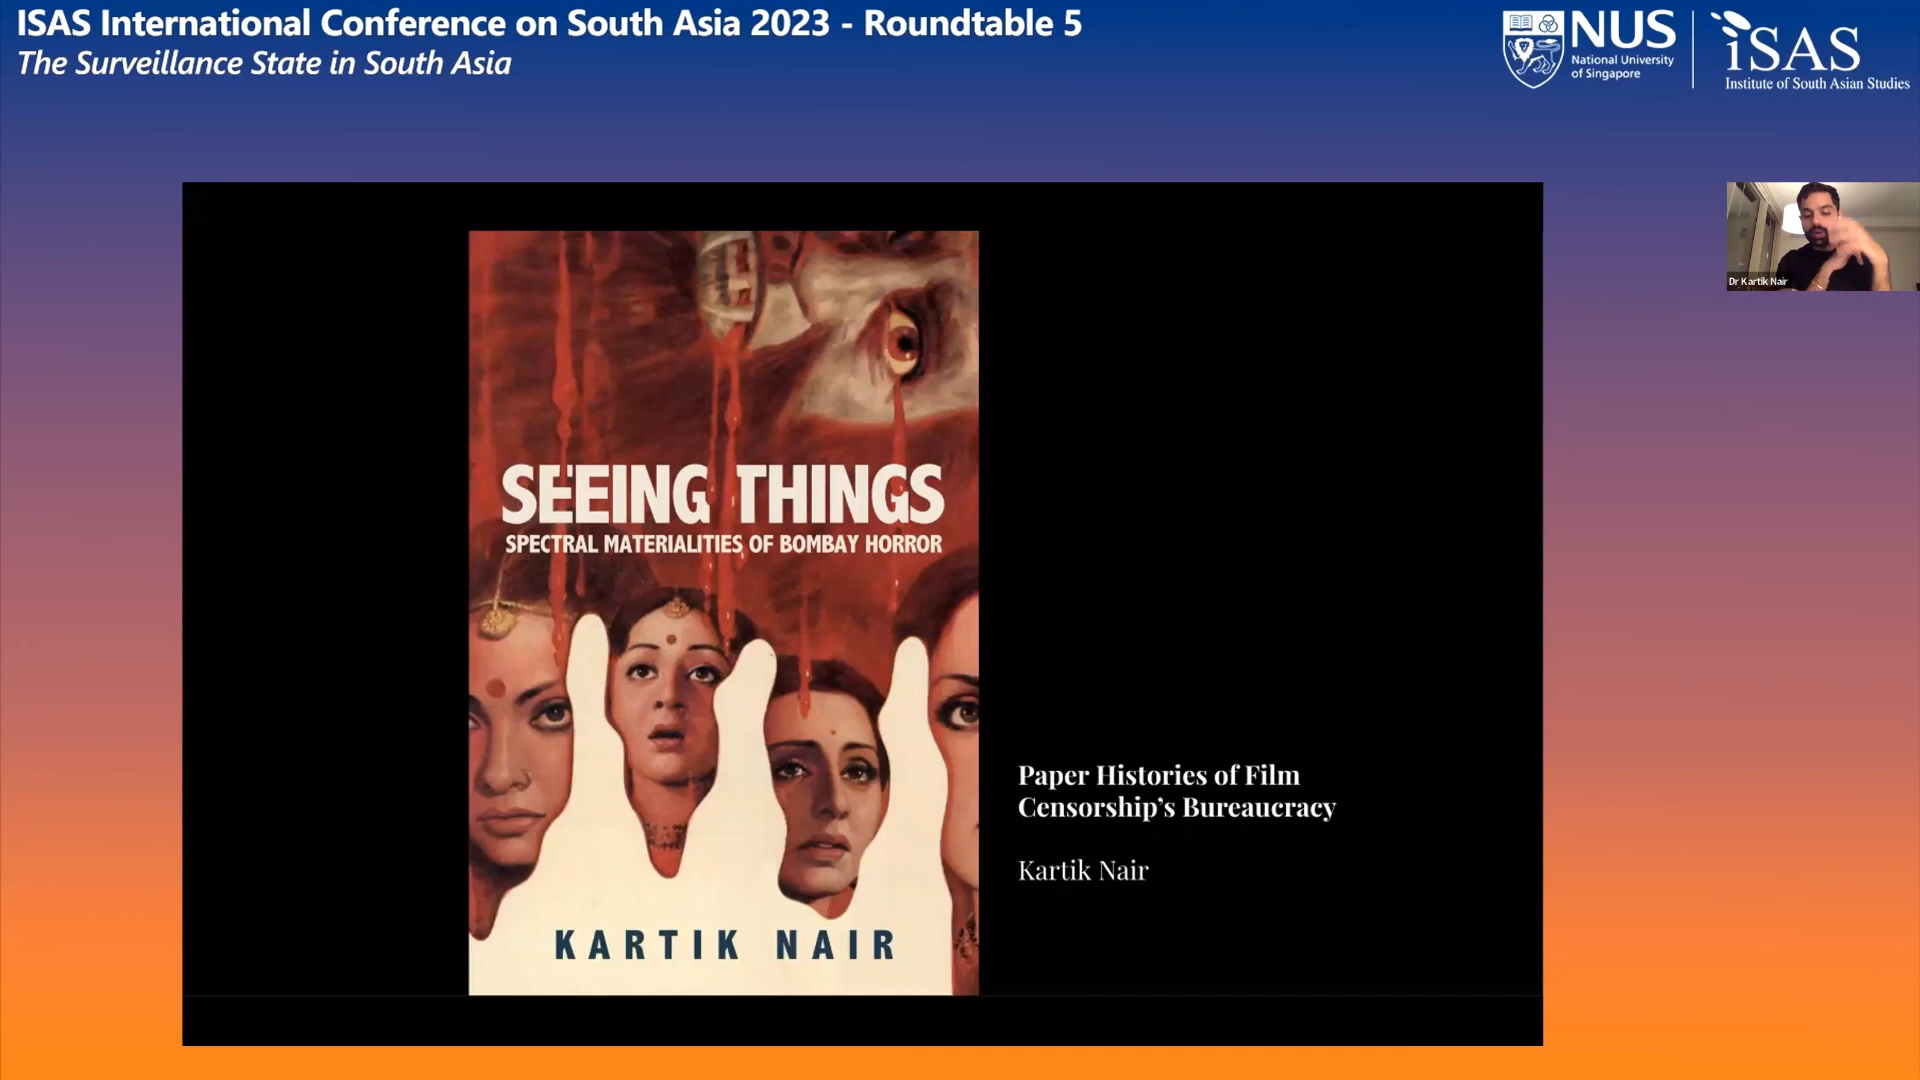 ISAS International Conference on South Asia 2023 - Roundtable 5
The Surveillance State in South Asia
NUS
National University
of Singapore
iSAS
Institute of South Asian Studies
Dr Kartik Nair
SEEING THINGS
SPECTRAL MATERIALITIES OF BOMBAY HORROR
KARTIK NAIR
Paper Histories of Film
Censorship’s Bureaucracy
Kartik Nair